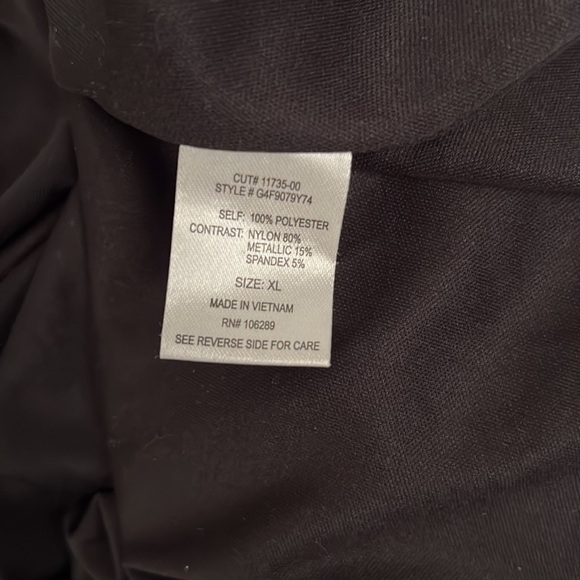 CUT# 11735-00
STYLE # G4F9079Y74
SELF: 100% POLYESTER
CONTRAST: NYLON 80%
METALLIC 15%
SPANDEX 5%
SIZE: XL
MADE IN VIETNAM
RN# 106289
SEE REVERSE SIDE FOR CARE